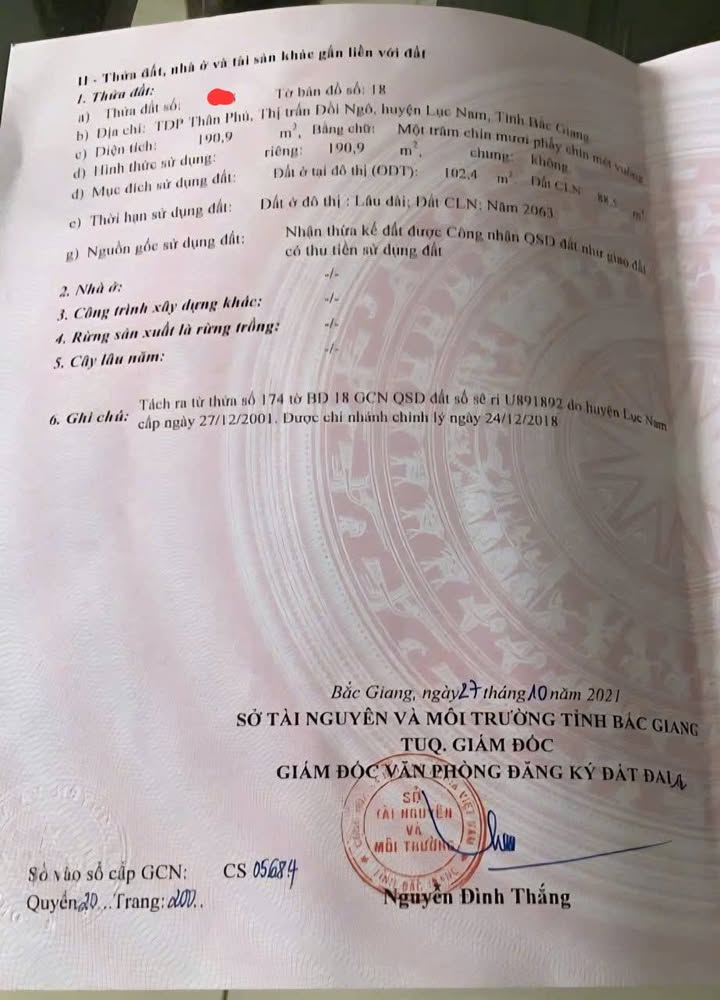 II - Thửa đất, nhà ở và tài sản khác gắn liền với đất
1. Thửa đất:
a) Thửa đất số: Tờ bản đồ số: 18
b) Địa chỉ: TDP Thân Phú, Thị trấn Đồi Ngô, huyện Lục Nam, Tỉnh Bắc Giang
c) Diện tích: 190,9 m², Bằng chữ: Một trăm chín mươi phẩy chín mét vuông
d) Hình thức sử dụng: riêng: 190,9 m², chung: không
đ) Mục đích sử dụng đất: Đất ở tại đô thị (ODT): 102,4 m² Đất CLN 88,5 m²
e) Thời hạn sử dụng đất: Đất ở đô thị : Lâu dài; Đất CLN: Năm 2063
g) Nguồn gốc sử dụng đất: Nhận thừa kế đất được Công nhận QSD đất như giao đất
có thu tiền sử dụng đất
2. Nhà ở: -/-
3. Công trình xây dựng khác: -/-
4. Rừng sản xuất là rừng trồng: -/-
5. Cây lâu năm: -/-
6. Ghi chú: Tách ra từ thửa số 174 tờ BĐ 18 GCN QSD đất số sê ri U891892 do huyện Lục Nam
cấp ngày 27/12/2001. Được chi nhánh chỉnh lý ngày 24/12/2018
Bắc Giang, ngày 27 tháng 10 năm 2021
SỞ TÀI NGUYÊN VÀ MÔI TRƯỜNG TỈNH BẮC GIANG
TUQ. GIÁM ĐỐC
GIÁM ĐỐC VĂN PHÒNG ĐĂNG KÝ ĐẤT ĐAI
SỞ
TÀI NGUYÊN
VÀ
MÔI TRƯỜNG
TỈNH BẮC GIANG
Số vào sổ cấp GCN: CS 05684
Quyển 20...Trang: 200..
Nguyễn Đình Thắng